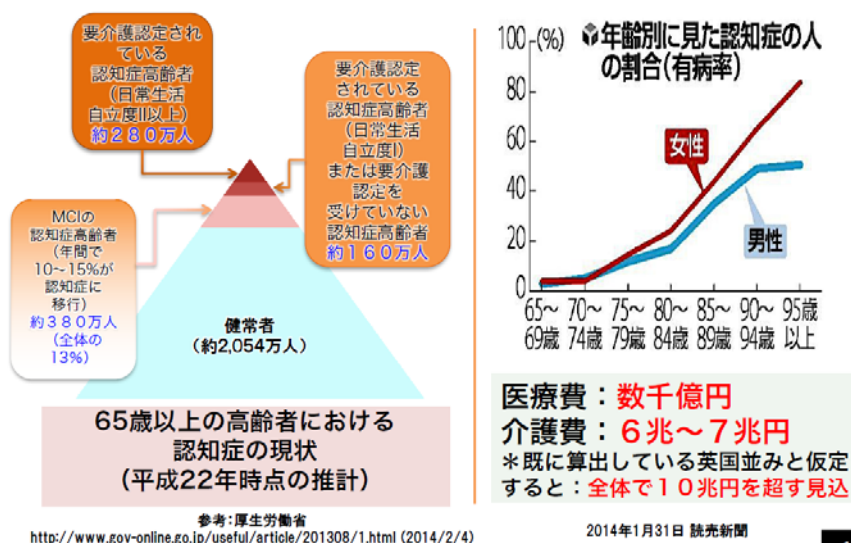 要介護認定され
ている
認知症高齢者
（日常生活
自立度II以上）
約２８０万人
要介護認定
されている
認知症高齢者
（日常生活
自立度I）
または要介護
認定を
受けていない
認知症高齢者
約１６０万人
MCIの
認知症高齢者
（年間で
10〜15%が
認知症に
移行）
約３８０万人
（全体の
13%）
健常者
（約2,054万人）
65歳以上の高齢者における
認知症の現状
（平成22年時点の推計）
参考：厚生労働省
http://www.gov-online.go.jp/useful/article/201308/1.html (2014/2/4)
年齢別に見た認知症の人
の割合（有病率）
100 (%)
80
60
40
20
0
女性
男性
65〜 70〜 75〜 80〜 85〜 90〜 95歳
69歳 74歳 79歳 84歳 89歳 94歳 以上
医療費：数千億円
介護費：６兆〜７兆円
＊既に算出している英国並みと仮定
すると：全体で１０兆円を超す見込
2014年1月31日 読売新聞